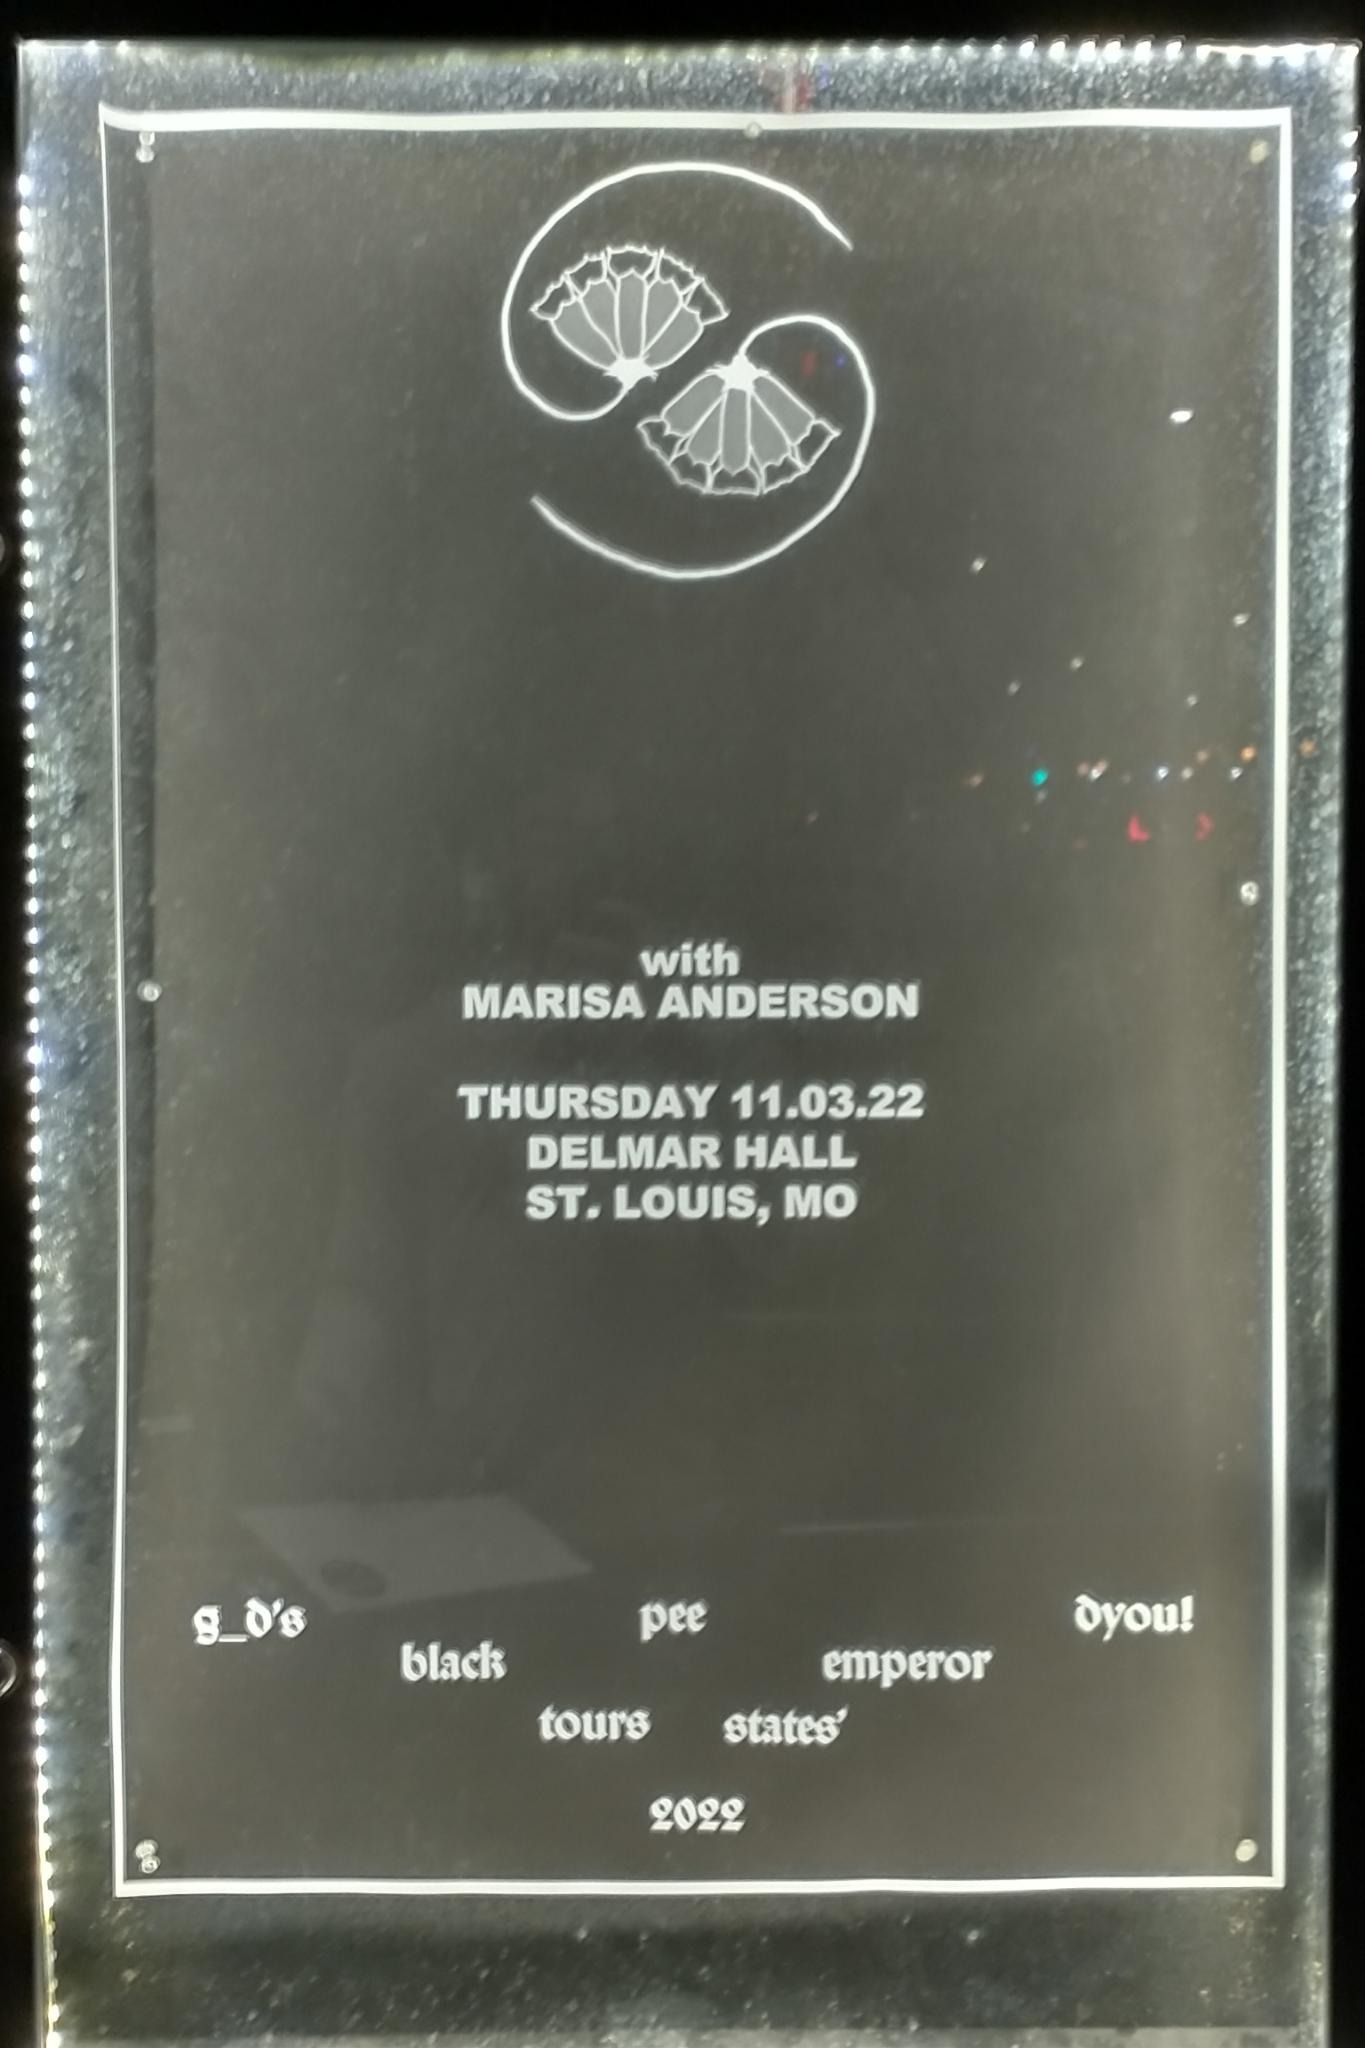 with
MARISA ANDERSON
THURSDAY 11.03.22
DELMAR HALL
ST. LOUIS, MO
g_d's pee dyou!
black emperor
tours states'
2022